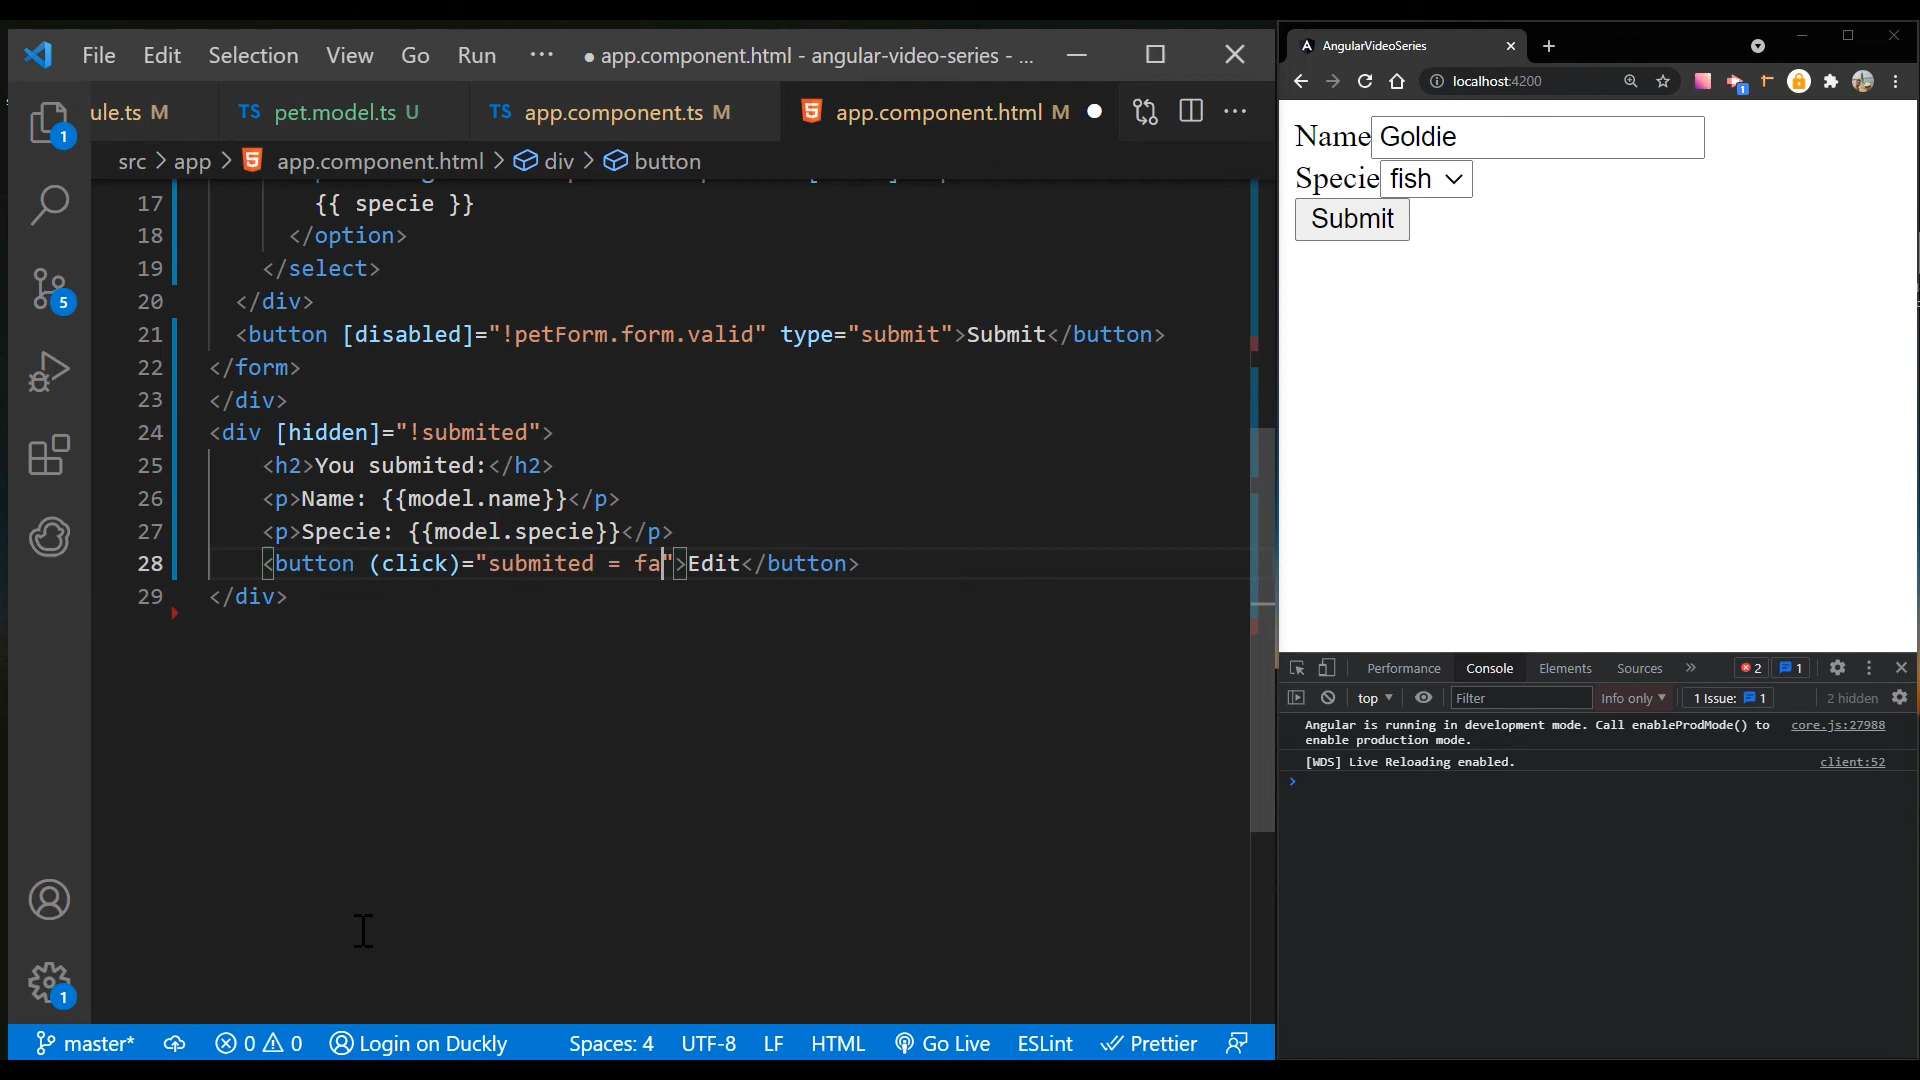 File Edit Selection View Go Run ··· ● app.component.html - angular-video-series - ...
ule.ts M TS pet.model.ts U TS app.component.ts M app.component.html M
src > app > app.component.html > div > button
17 {{ specie }}
18 </option>
19 </select>
20 </div>
21 <button [disabled]="!petForm.form.valid" type="submit">Submit</button>
22 </form>
23 </div>
24 <div [hidden]="!submited">
25 <h2>You submited:</h2>
26 <p>Name: {{model.name}}</p>
27 <p>Specie: {{model.specie}}</p>
28 <button (click)="submited = fa">Edit</button>
29 </div>
1
5
1
master* 0 0 Login on Duckly Spaces: 4 UTF-8 LF HTML Go Live ESLint Prettier
AngularVideoSeries
localhost:4200 1
Name Goldie
Specie fish
Submit
Performance Console Elements Sources » 2 1
top Filter Info only 1 Issue: 1 2 hidden
Angular is running in development mode. Call enableProdMode() to core.js:27988
enable production mode.
[WDS] Live Reloading enabled. client:52